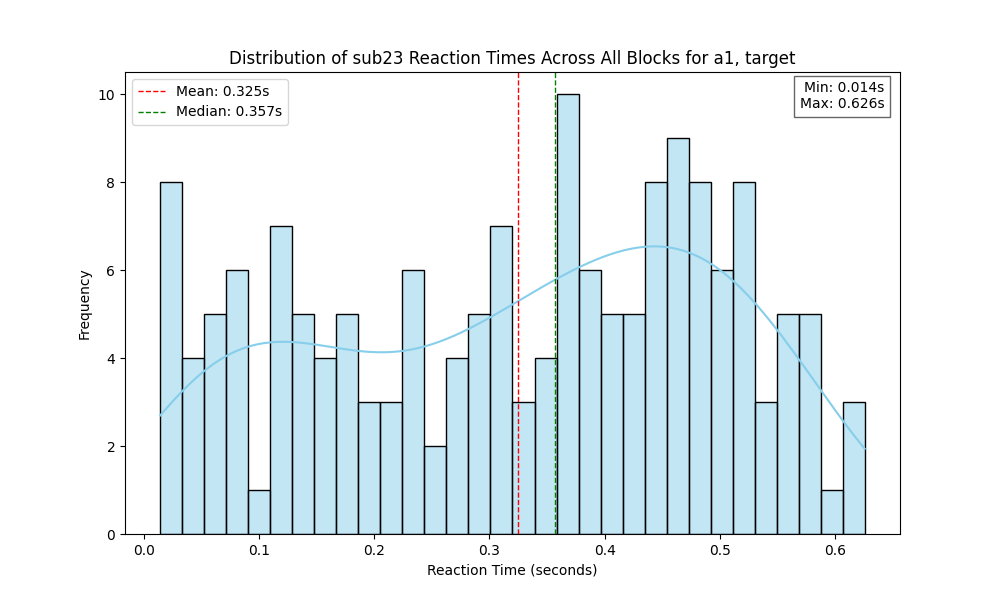 Distribution of sub23 Reaction Times Across All Blocks for a1, target
Mean: 0.325s
Median: 0.357s
Min: 0.014s
Max: 0.626s
Frequency
10
8
6
4
2
0
0.0 0.1 0.2 0.3 0.4 0.5 0.6
Reaction Time (seconds)